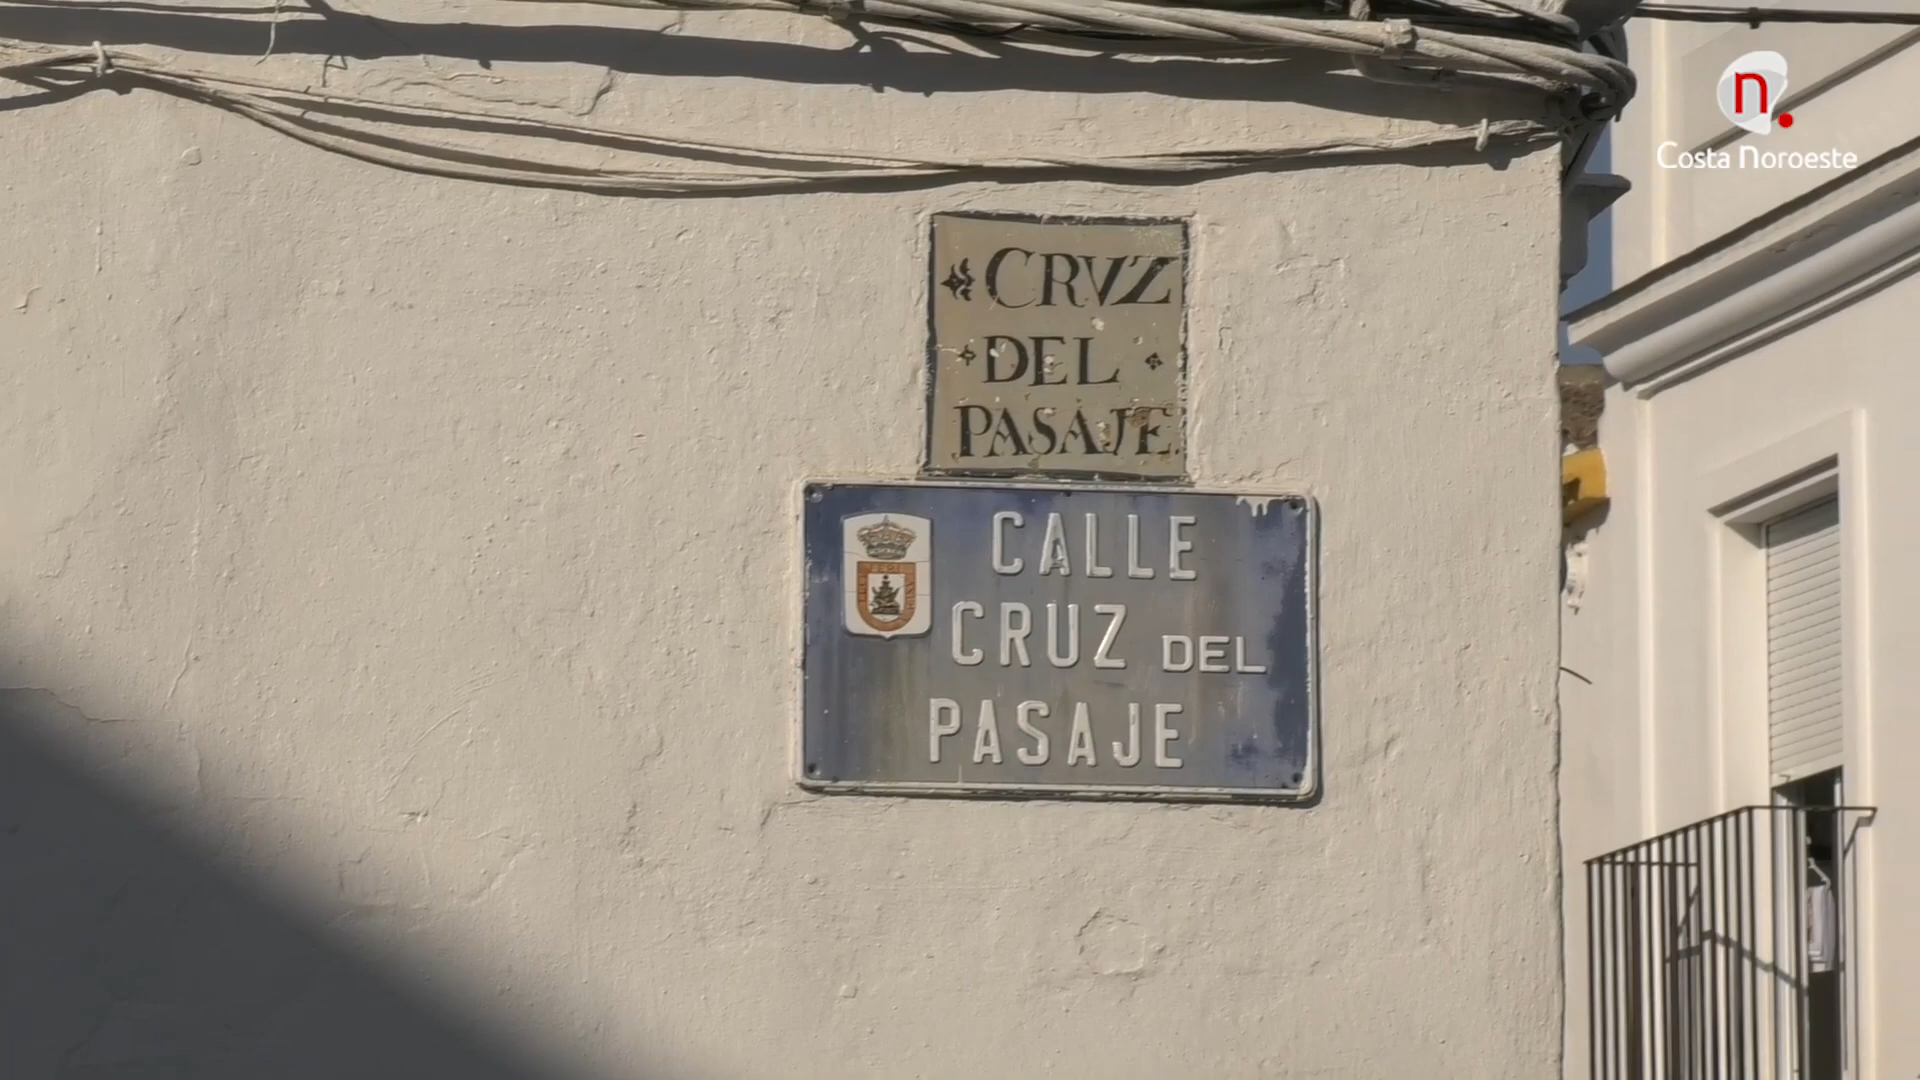 n.
Costa Noroeste
CRVZ
DEL
PASAJE
CALLE
CRUZ DEL
PASAJE